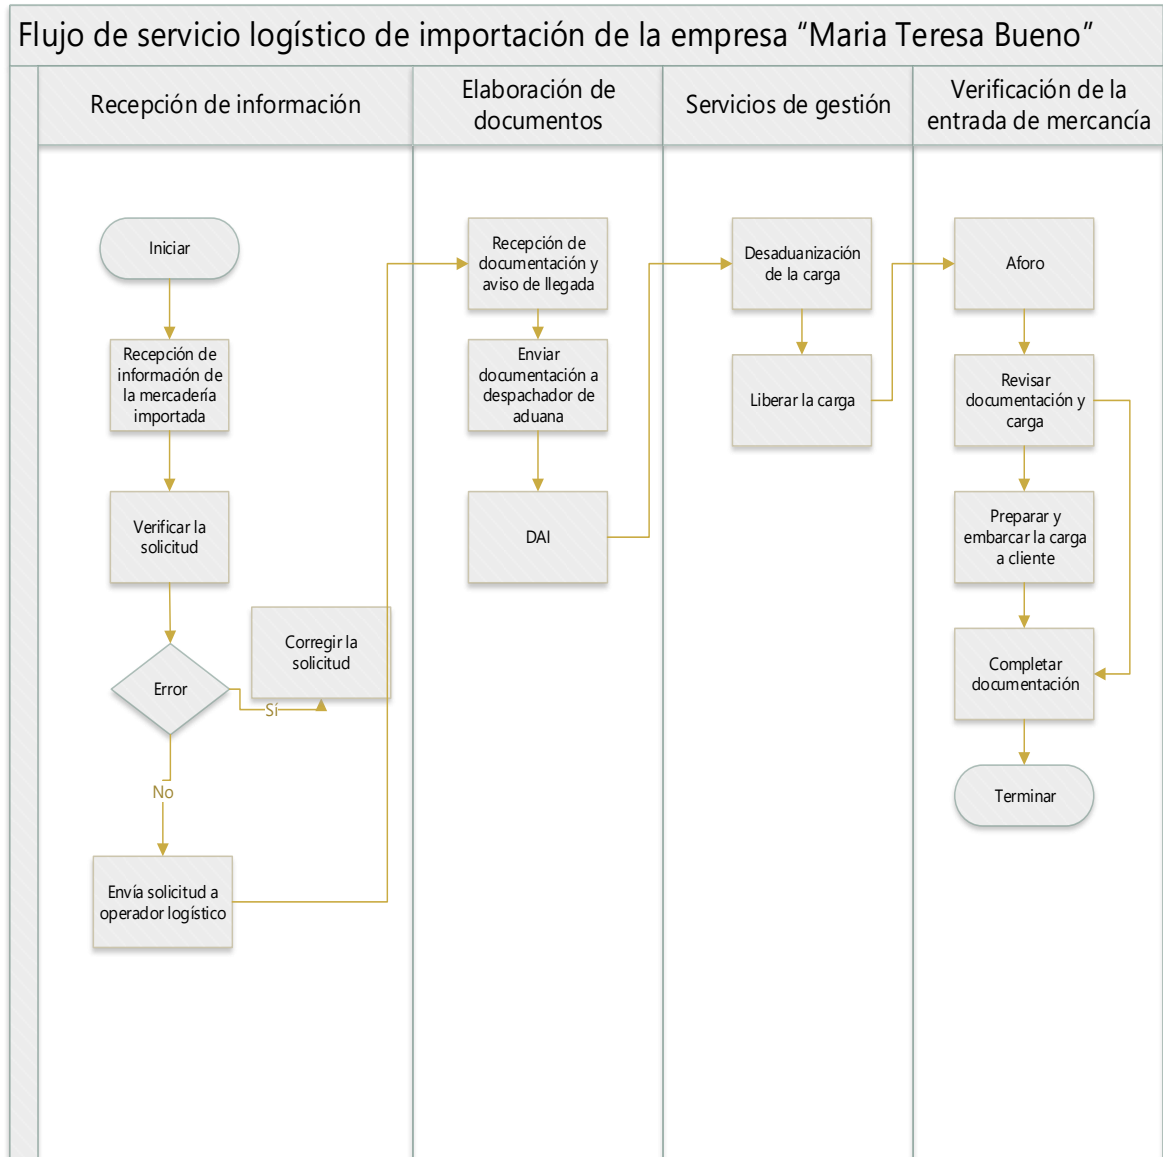 Flujo de servicio logístico de importación de la empresa “Maria Teresa Bueno”
Recepción de información
Elaboración de
documentos
Servicios de gestión
Verificación de la
entrada de mercancía
Iniciar
Recepción de
información de
la mercadería
importada
Verificar la
solicitud
Error
Sí
Corregir la
solicitud
No
Envía solicitud a
operador logístico
Recepción de
documentación y
aviso de llegada
Enviar
documentación a
despachador de
aduana
DAI
Desaduanización
de la carga
Liberar la carga
Aforo
Revisar
documentación y
carga
Preparar y
embarcar la carga
a cliente
Completar
documentación
Terminar